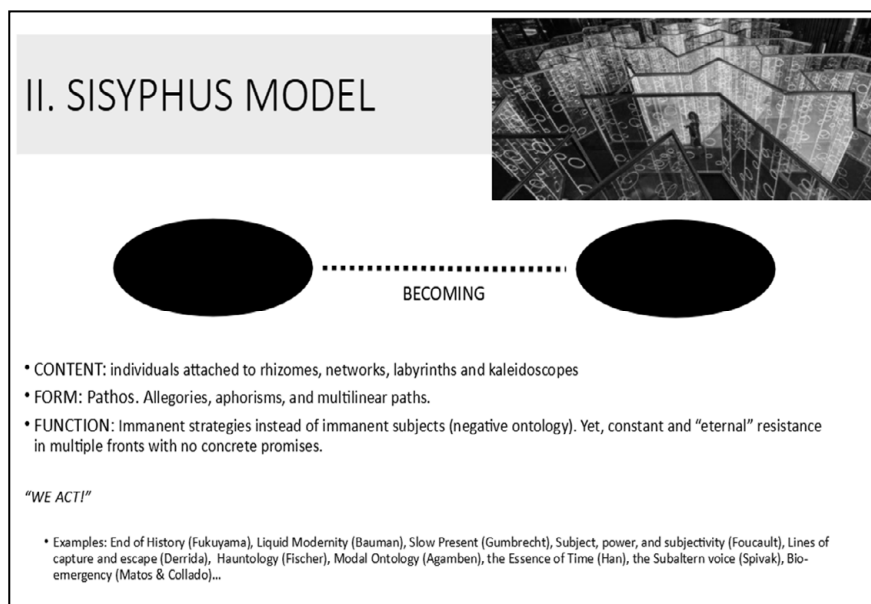 II. SISYPHUS MODEL
BECOMING
• CONTENT: individuals attached to rhizomes, networks, labyrinths and kaleidoscopes
• FORM: Pathos. Allegories, aphorisms, and multilinear paths.
• FUNCTION: Immanent strategies instead of immanent subjects (negative ontology). Yet, constant and “eternal” resistance
in multiple fronts with no concrete promises.
“WE ACT!”
• Examples: End of History (Fukuyama), Liquid Modernity (Bauman), Slow Present (Gumbrecht), Subject, power, and subjectivity (Foucault), Lines of
capture and escape (Derrida), Hauntology (Fischer), Modal Ontology (Agamben), the Essence of Time (Han), the Subaltern voice (Spivak), Bio-
emergency (Matos & Collado)...